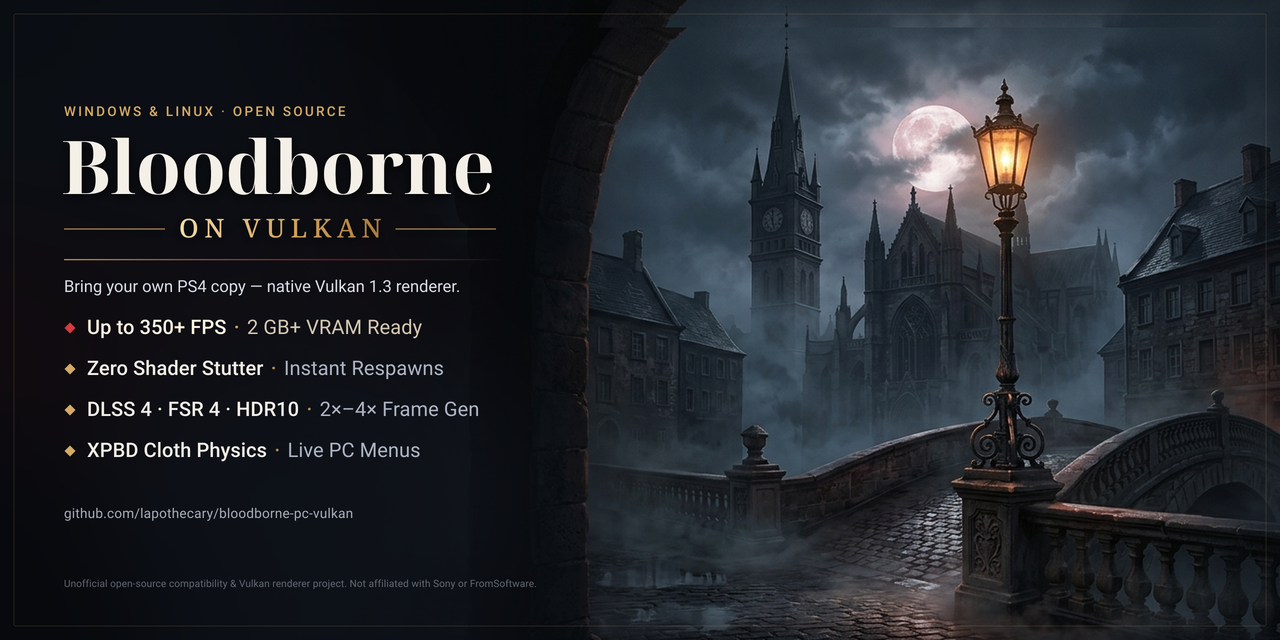 WINDOWS & LINUX · OPEN SOURCE
Bloodborne
ON VULKAN
Bring your own PS4 copy — native Vulkan 1.3 renderer.
◆ Up to 350+ FPS · 2 GB+ VRAM Ready
◆ Zero Shader Stutter · Instant Respawns
◆ DLSS 4 · FSR 4 · HDR10 · 2×–4× Frame Gen
◆ XPBD Cloth Physics · Live PC Menus
github.com/lapothecary/bloodborne-pc-vulkan
Unofficial open-source compatibility & Vulkan renderer project. Not affiliated with Sony or FromSoftware.